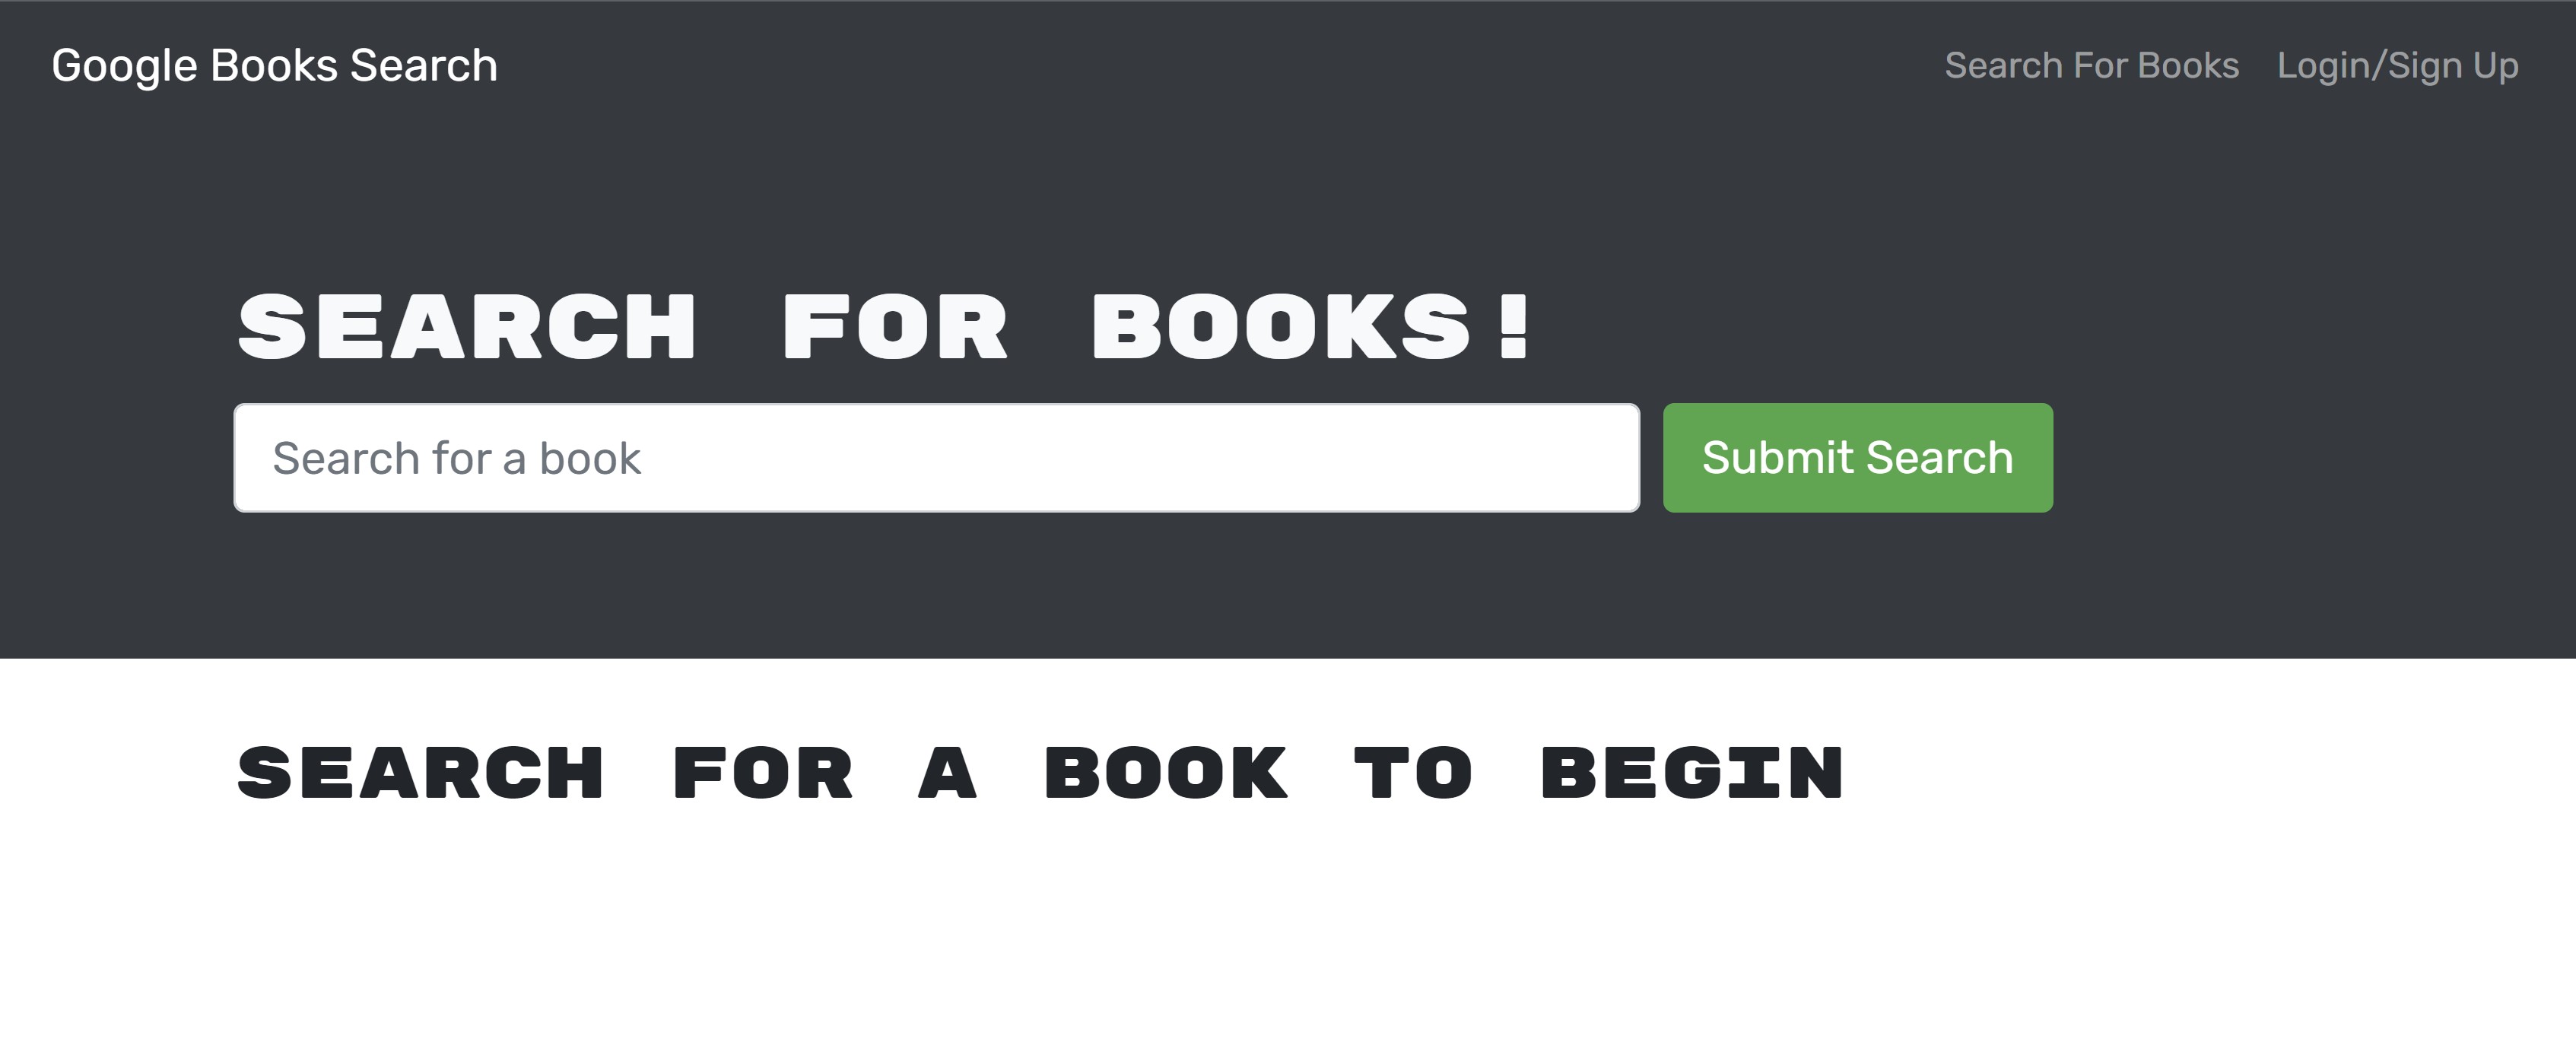 Google Books Search
Search For Books
Login/Sign Up
SEARCH FOR BOOKS!
Search for a book
Submit Search
SEARCH FOR A BOOK TO BEGIN